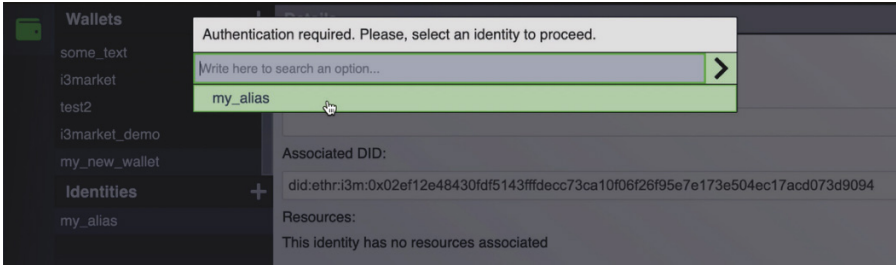 Wallets
some_text
i3market
test2
i3market_demo
my_new_wallet
Identities
my_alias
Details
Authentication required. Please, select an identity to proceed.
Write here to search an option...
my_alias
Associated DID:
did:ethr:i3m:0x02ef12e48430fdf5143fffdecc73ca10f06f26f95e7e173e504ec17acd073d9094
Resources:
This identity has no resources associated